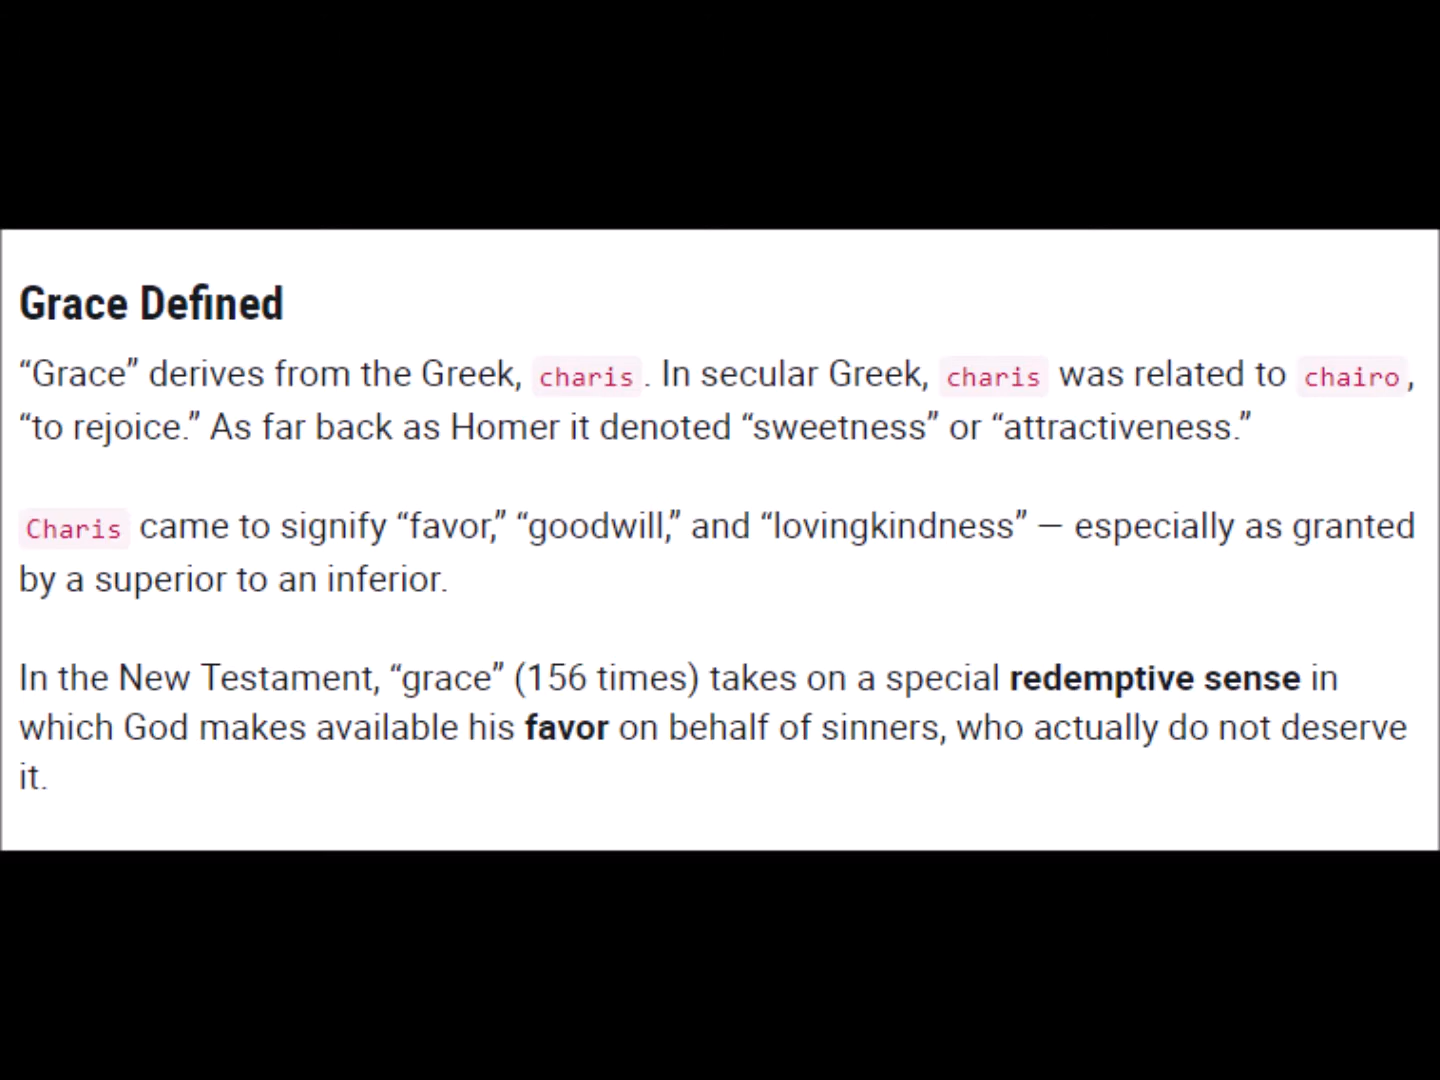 Grace Defined
“Grace” derives from the Greek, charis. In secular Greek, charis was related to chairo,
“to rejoice.” As far back as Homer it denoted “sweetness” or “attractiveness.”
Charis came to signify “favor,” “goodwill,” and “lovingkindness” — especially as granted
by a superior to an inferior.
In the New Testament, “grace” (156 times) takes on a special redemptive sense in
which God makes available his favor on behalf of sinners, who actually do not deserve
it.